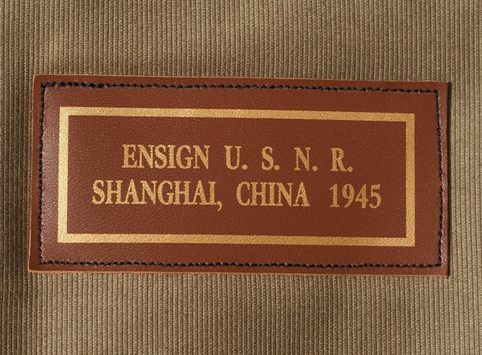 ENSIGN U. S. N. R.
SHANGHAI, CHINA 1945